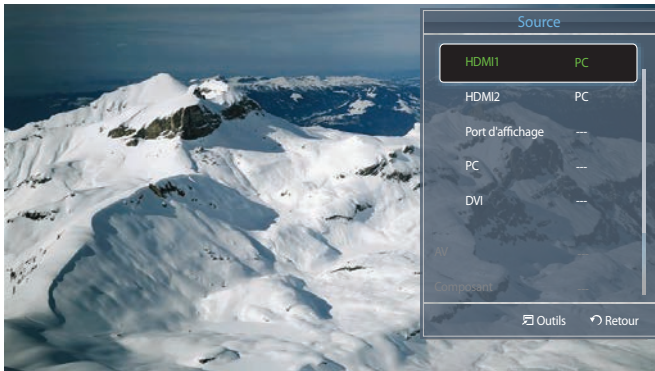 Source
HDMI1 PC
HDMI2 PC
Port d'affichage ---
PC ---
DVI ---
AV ---
Composant ---
Outils Retour